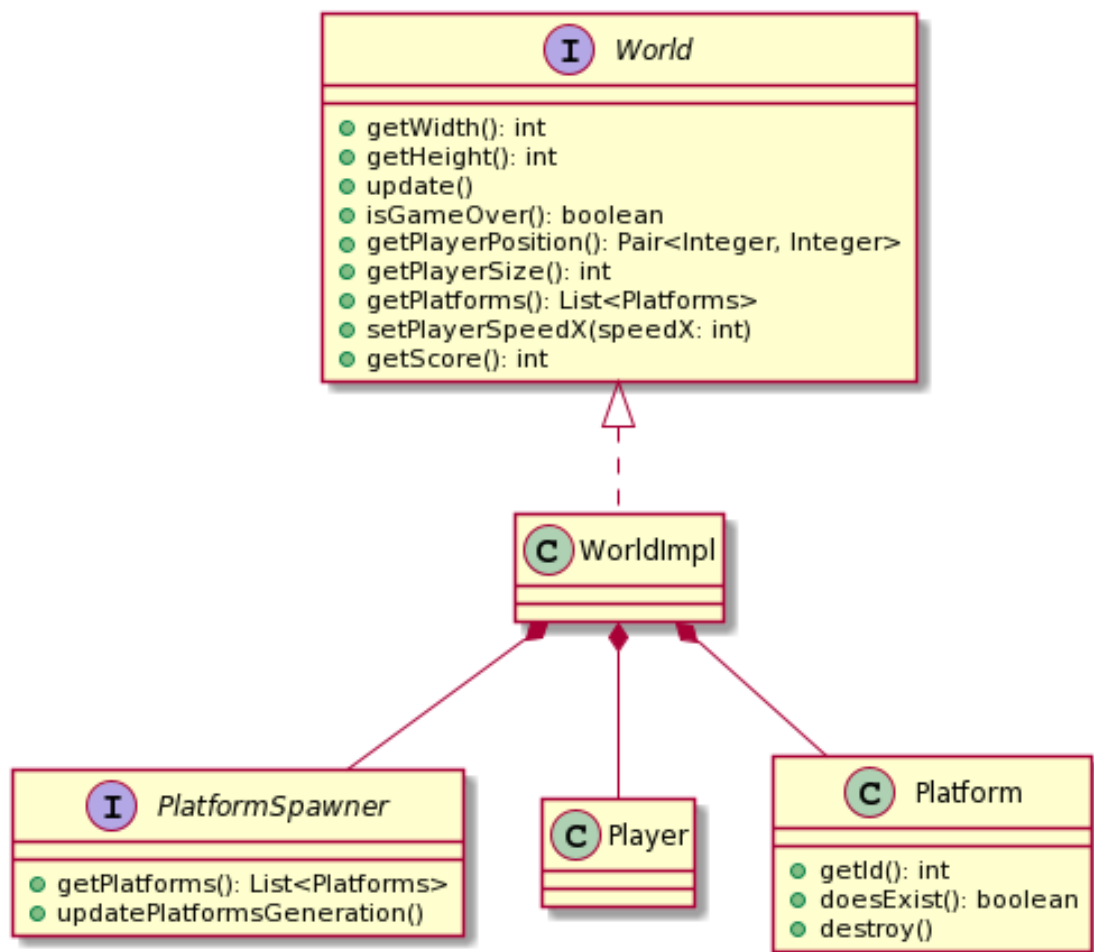 I World
getWidth(): int
getHeight(): int
update()
isGameOver(): boolean
getPlayerPosition(): Pair<Integer, Integer>
getPlayerSize(): int
getPlatforms(): List<Platforms>
setPlayerSpeedX(speedX: int)
getScore(): int
C WorldImpl
I PlatformSpawner
getPlatforms(): List<Platforms>
updatePlatformsGeneration()
C Player
C Platform
getId(): int
doesExist(): boolean
destroy()